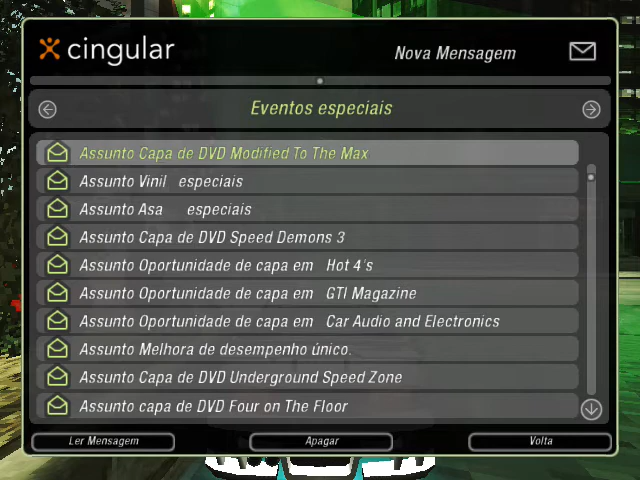 cingular
Nova Mensagem
Eventos especiais
Assunto Capa de DVD Modified To The Max
Assunto Vinil especiais
Assunto Asa especiais
Assunto Capa de DVD Speed Demons 3
Assunto Oportunidade de capa em Hot 4's
Assunto Oportunidade de capa em GTI Magazine
Assunto Oportunidade de capa em Car Audio and Electronics
Assunto Melhora de desempenho único.
Assunto Capa de DVD Underground Speed Zone
Assunto capa de DVD Four on The Floor
Ler Mensagem
Apagar
Volta